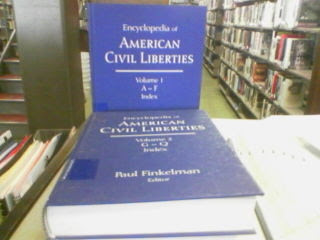 Encyclopedia of
AMERICAN
CIVIL LIBERTIES
Volume 1
A – F
Index
Encyclopedia of
AMERICAN
CIVIL LIBERTIES
Volume 2
G – Q
Index
Paul Finkelman
Editor